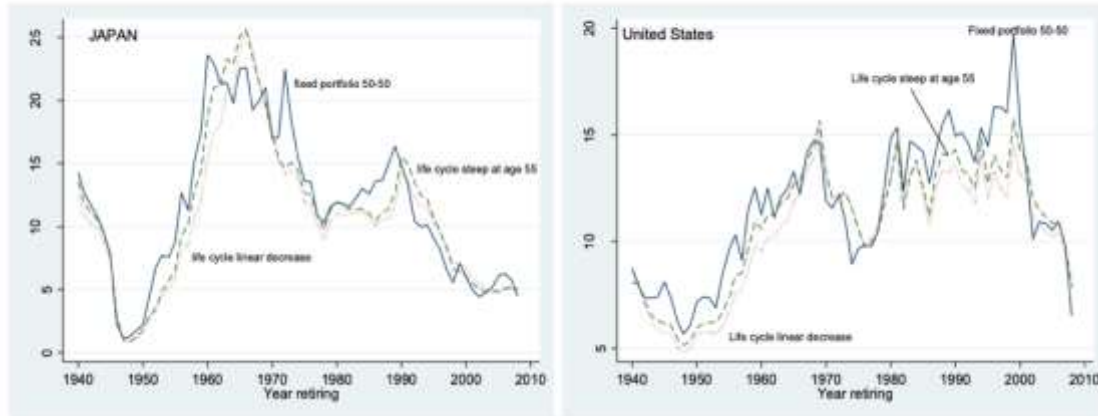 JAPAN
25
20
15
10
5
0
fixed portfolio 50-50
life cycle steep at age 55
life cycle linear decrease
1940 1950 1960 1970 1980 1990 2000 2010
Year retiring
United States
20
15
10
5
Fixed portfolio 50-50
Life cycle steep at age 55
Life cycle linear decrease
1940 1950 1960 1970 1980 1990 2000 2010
Year retiring